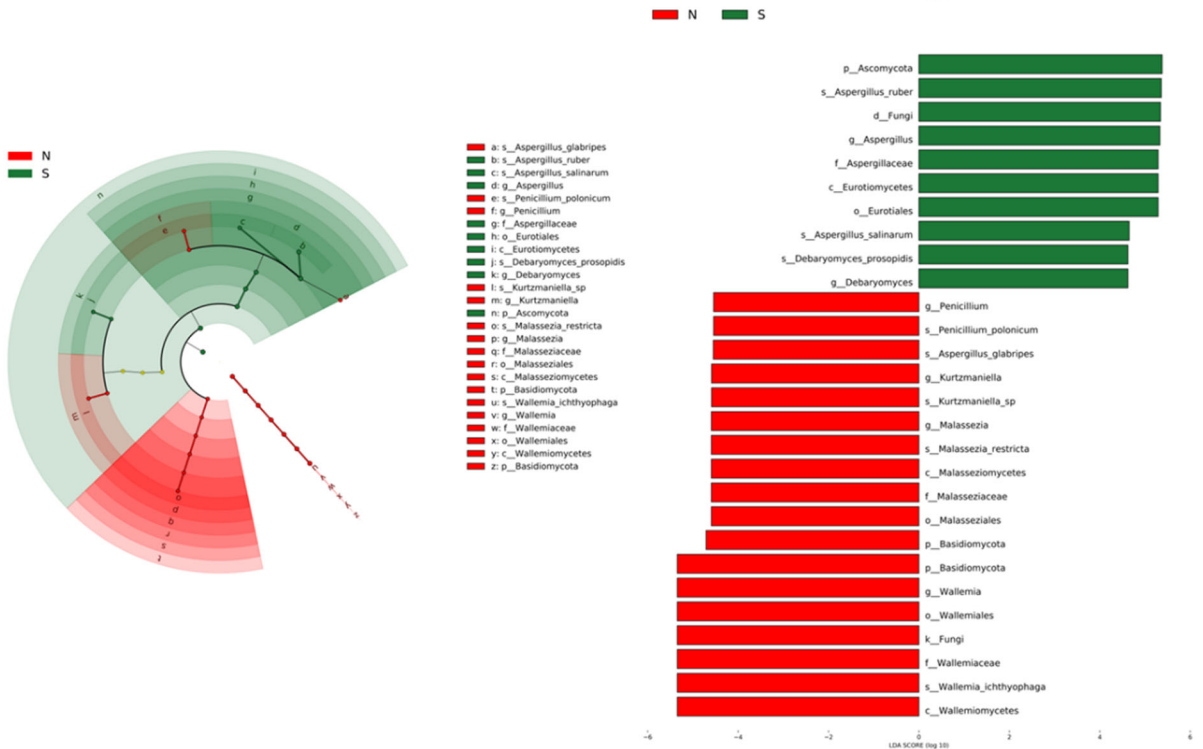 N
S
a: s__Aspergillus_glabripes
b: s__Aspergillus_ruber
c: s__Aspergillus_salinarum
d: g__Aspergillus
e: s__Penicillium_polonicum
f: g__Penicillium
g: f__Aspergillaceae
h: o__Eurotiales
i: c__Eurotiomycetes
j: s__Debaryomyces_prosopidis
k: g__Debaryomyces
l: s__Kurtzmaniella_sp
m: g__Kurtzmaniella
n: p__Ascomycota
o: s__Malassezia_restricta
p: g__Malassezia
q: f__Malasseziaceae
r: o__Malasseziales
s: c__Malasseziomycetes
t: p__Basidiomycota
u: s__Wallemia_ichthyophaga
v: g__Wallemia
w: f__Wallemiaceae
x: o__Wallemiales
y: c__Wallemiomycetes
z: p__Basidiomycota
n
i
h
g
f
e
c
d
b
k
j
l
m
o
r
s
t
N S
p__Ascomycota
s__Aspergillus_ruber
d__Fungi
g__Aspergillus
f__Aspergillaceae
c__Eurotiomycetes
o__Eurotiales
s__Aspergillus_salinarum
s__Debaryomyces_prosopidis
g__Debaryomyces
g__Penicillium
s__Penicillium_polonicum
s__Aspergillus_glabripes
g__Kurtzmaniella
s__Kurtzmaniella_sp
g__Malassezia
s__Malassezia_restricta
c__Malasseziomycetes
f__Malasseziaceae
o__Malasseziales
p__Basidiomycota
p__Basidiomycota
g__Wallemia
o__Wallemiales
k__Fungi
f__Wallemiaceae
s__Wallemia_ichthyophaga
c__Wallemiomycetes
−6 −4 −2 0 2 4 6
LDA SCORE (log 10)